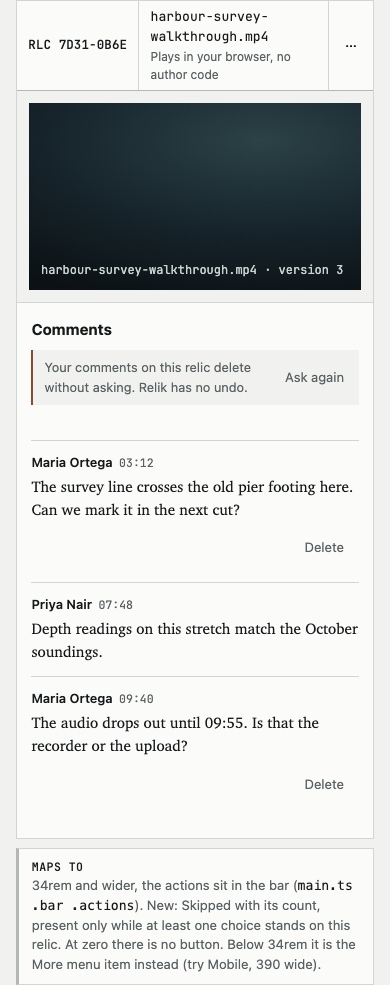 RLC 7D31-0B6E
harbour-survey-
walkthrough.mp4
Plays in your browser, no
author code
…
harbour-survey-walkthrough.mp4 · version 3
Comments
Your comments on this relic delete
without asking. Relik has no undo.
Ask again
Maria Ortega 03:12
The survey line crosses the old pier footing here.
Can we mark it in the next cut?
Delete
Priya Nair 07:48
Depth readings on this stretch match the October
soundings.
Maria Ortega 09:40
The audio drops out until 09:55. Is that the
recorder or the upload?
Delete
MAPS TO
34rem and wider, the actions sit in the bar (main.ts
.bar .actions). New: Skipped with its count,
present only while at least one choice stands on this
relic. At zero there is no button. Below 34rem it is the
More menu item instead (try Mobile, 390 wide).